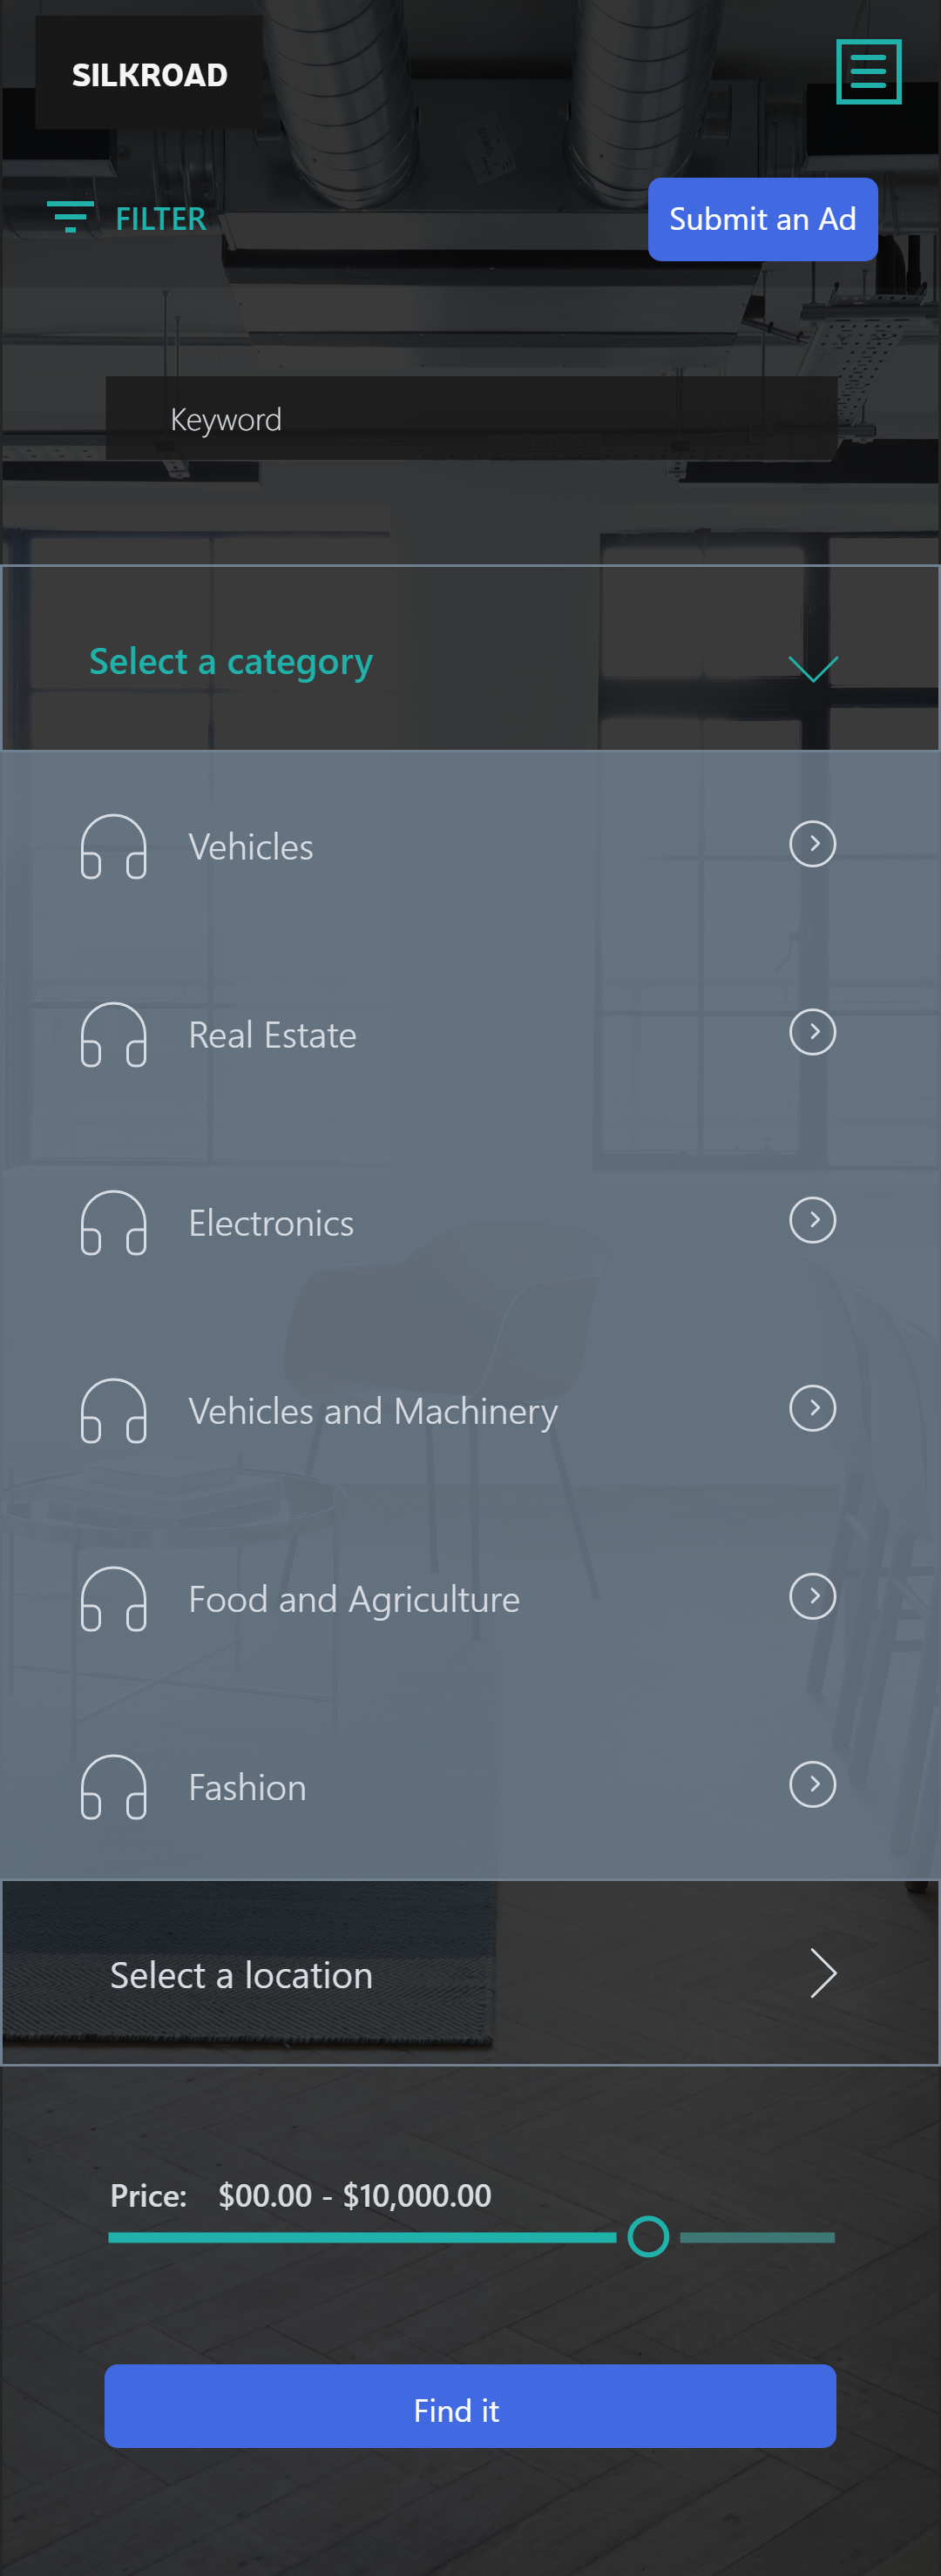 SILKROAD
FILTER
Submit an Ad
Keyword
Select a category
Vehicles
Real Estate
Electronics
Vehicles and Machinery
Food and Agriculture
Fashion
Select a location
Price: $00.00 - $10,000.00
Find it